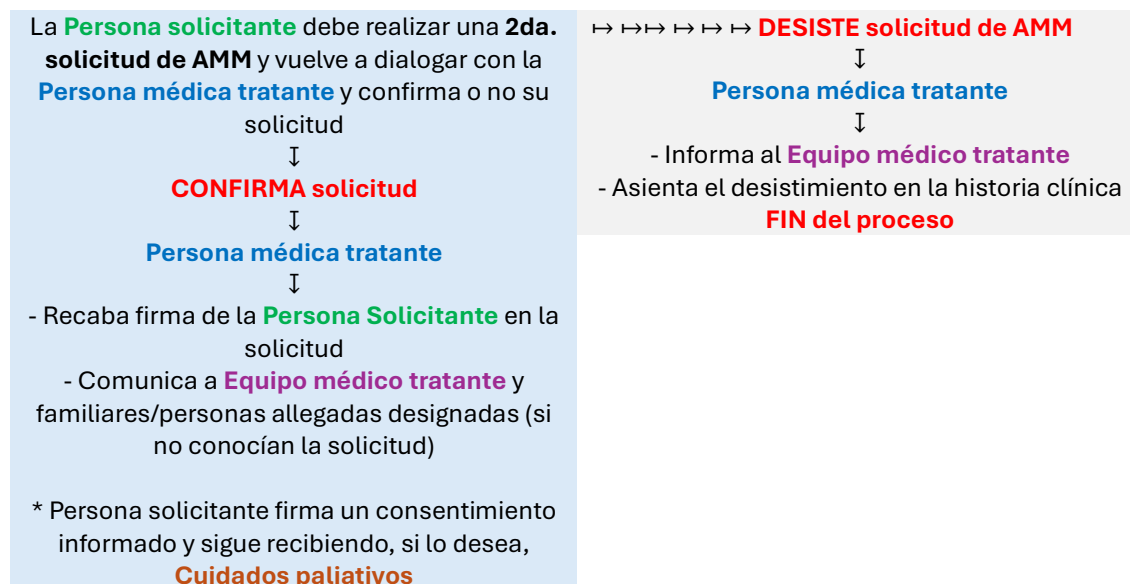 La Persona solicitante debe realizar una 2da.
solicitud de AMM y vuelve a dialogar con la
Persona médica tratante y confirma o no su
solicitud
↧
CONFIRMA solicitud
↧
Persona médica tratante
↧
- Recaba firma de la Persona Solicitante en la
solicitud
- Comunica a Equipo médico tratante y
familiares/personas allegadas designadas (si
no conocían la solicitud)
* Persona solicitante firma un consentimiento
informado y sigue recibiendo, si lo desea,
Cuidados paliativos
↦ ↦↦ ↦ ↦ ↦ DESISTE solicitud de AMM
↧
Persona médica tratante
↧
- Informa al Equipo médico tratante
- Asienta el desistimiento en la historia clínica
FIN del proceso